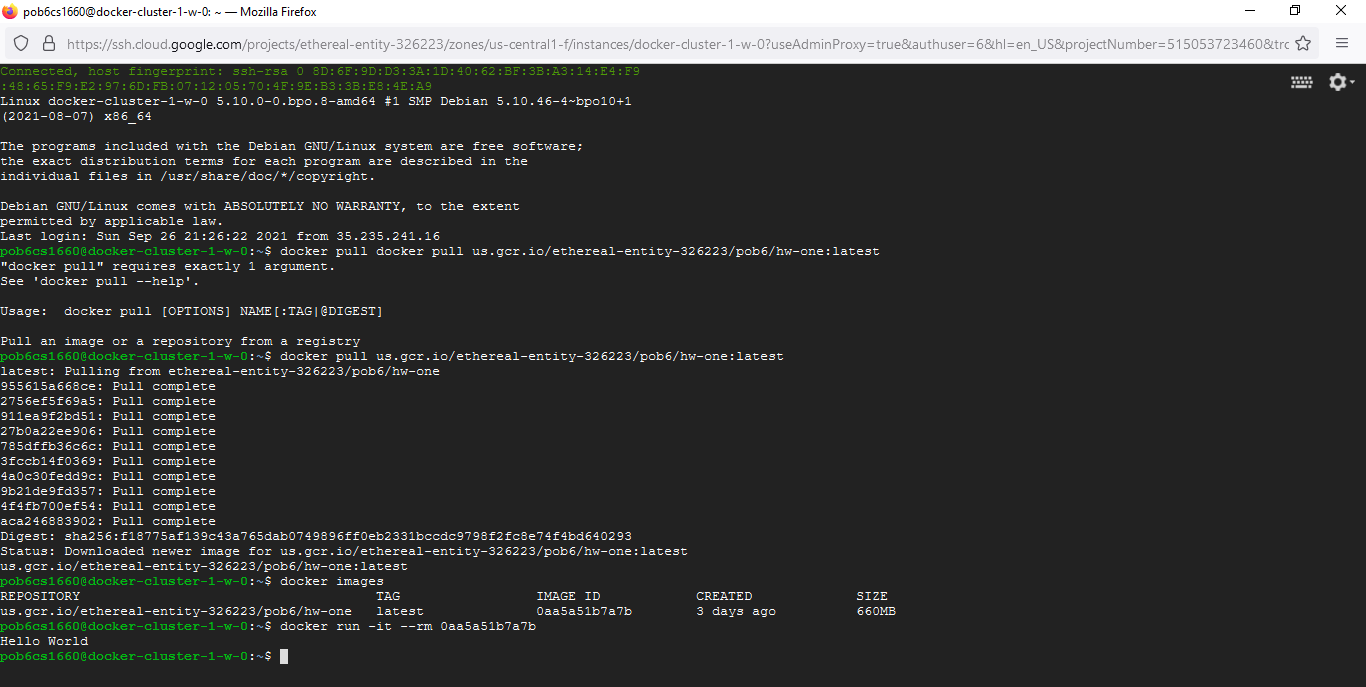 pob6cs1660@docker-cluster-1-w-0: ~ — Mozilla Firefox
https://ssh.cloud.google.com/projects/ethereal-entity-326223/zones/us-central1-f/instances/docker-cluster-1-w-0?useAdminProxy=true&authuser=6&hl=en_US&projectNumber=515053723460&trc
Connected, host fingerprint: ssh-rsa 0 8D:6F:9D:D3:3A:1D:40:62:BF:3B:A3:14:E4:F9
:48:65:F9:E2:97:6D:FB:07:12:05:70:4F:9E:B3:3B:E8:4E:A9
Linux docker-cluster-1-w-0 5.10.0-0.bpo.8-amd64 #1 SMP Debian 5.10.46-4~bpo10+1
(2021-08-07) x86_64
The programs included with the Debian GNU/Linux system are free software;
the exact distribution terms for each program are described in the
individual files in /usr/share/doc/*/copyright.
Debian GNU/Linux comes with ABSOLUTELY NO WARRANTY, to the extent
permitted by applicable law.
Last login: Sun Sep 26 21:26:22 2021 from 35.235.241.16
pob6cs1660@docker-cluster-1-w-0:~$ docker pull docker pull us.gcr.io/ethereal-entity-326223/pob6/hw-one:latest
"docker pull" requires exactly 1 argument.
See 'docker pull --help'.
Usage:  docker pull [OPTIONS] NAME[:TAG|@DIGEST]
Pull an image or a repository from a registry
pob6cs1660@docker-cluster-1-w-0:~$ docker pull us.gcr.io/ethereal-entity-326223/pob6/hw-one:latest
latest: Pulling from ethereal-entity-326223/pob6/hw-one
955615a668ce: Pull complete
2756ef5f69a5: Pull complete
911ea9f2bd51: Pull complete
27b0a22ee906: Pull complete
785dffb36c6c: Pull complete
3fccb14f0369: Pull complete
4a0c30fedd9c: Pull complete
9b21de9fd357: Pull complete
4f4fb700ef54: Pull complete
aca246883902: Pull complete
Digest: sha256:f18775af139c43a765dab0749896ff0eb2331bccdc9798f2fc8e74f4bd640293
Status: Downloaded newer image for us.gcr.io/ethereal-entity-326223/pob6/hw-one:latest
us.gcr.io/ethereal-entity-326223/pob6/hw-one:latest
pob6cs1660@docker-cluster-1-w-0:~$ docker images
REPOSITORY TAG IMAGE ID CREATED SIZE
us.gcr.io/ethereal-entity-326223/pob6/hw-one latest 0aa5a51b7a7b 3 days ago 660MB
pob6cs1660@docker-cluster-1-w-0:~$ docker run -it --rm 0aa5a51b7a7b
Hello World
pob6cs1660@docker-cluster-1-w-0:~$